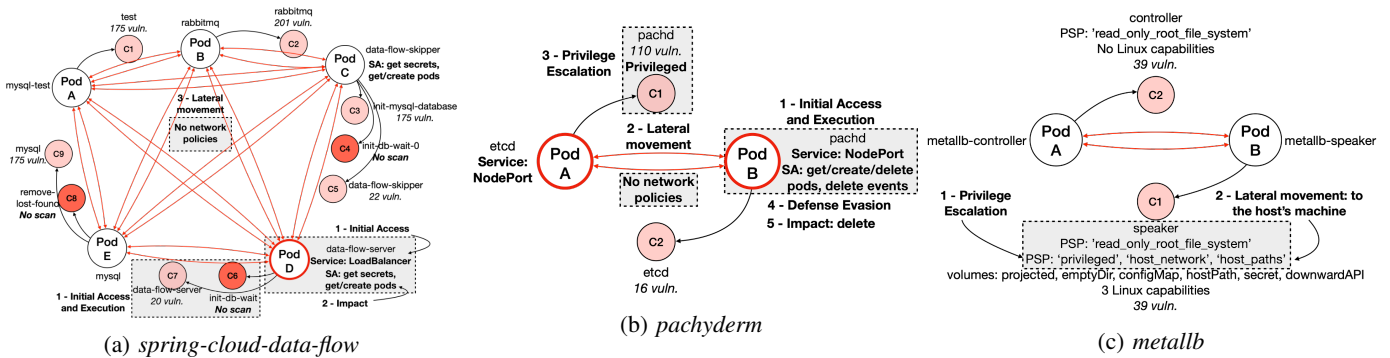 test
175 vuln.
C1
rabbitmq
Pod
B
201 vuln.
C2
data-flow-skipper
SA: get secrets,
get/create pods
Pod
C
Pod
A
mysql-test
3 - Lateral
movement
No network
policies
C3
init-mysql-database
175 vuln.
C4
init-db-wait-0
No scan
C5
data-flow-skipper
22 vuln.
mysql
175 vuln.
C9
remove-
lost-found
No scan
C8
Pod
E
mysql
Pod
D
1 - Initial Access
data-flow-server
Service: LoadBalancer
SA: get secrets,
get/create pods
2 - Impact
C7
C6
data-flow-server
20 vuln.
init-db-wait
No scan
1 - Initial Access
and Execution
(a) spring-cloud-data-flow
pachd
110 vuln.
Privileged
C1
3 - Privilege
Escalation
etcd
Service:
NodePort
Pod
A
2 - Lateral
movement
No network
policies
Pod
B
1 - Initial Access
and Execution
pachd
Service: NodePort
SA: get/create/delete
pods, delete events
4 - Defense Evasion
5 - Impact: delete
C2
etcd
16 vuln.
(b) pachyderm
controller
PSP: 'read_only_root_file_system'
No Linux capabilities
39 vuln.
C2
metallb-controller
Pod
A
Pod
B
metallb-speaker
C1
1 - Privilege
Escalation
2 - Lateral movement: to
the host's machine
speaker
PSP: 'read_only_root_file_system'
PSP: 'privileged', 'host_network', 'host_paths'
volumes: projected, emptyDir, configMap, hostPath, secret, downwardAPI
3 Linux capabilities
39 vuln.
(c) metallb